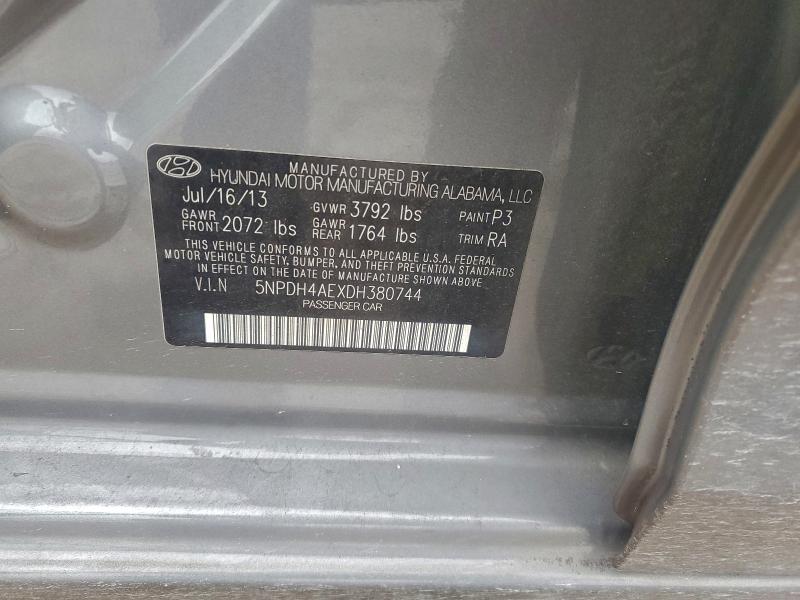 MANUFACTURED BY
HYUNDAI MOTOR MANUFACTURING ALABAMA, LLC
Jul/16/13 GVWR 3792 lbs PAINT P3
GAWR FRONT 2072 lbs GAWR REAR 1764 lbs TRIM RA
THIS VEHICLE CONFORMS TO ALL APPLICABLE U.S.A. FEDERAL
MOTOR VEHICLE SAFETY, BUMPER, AND THEFT PREVENTION STANDARDS
IN EFFECT ON THE DATE OF MANUFACTURE SHOWN ABOVE
V.I.N 5NPDH4AEXDH380744
PASSENGER CAR